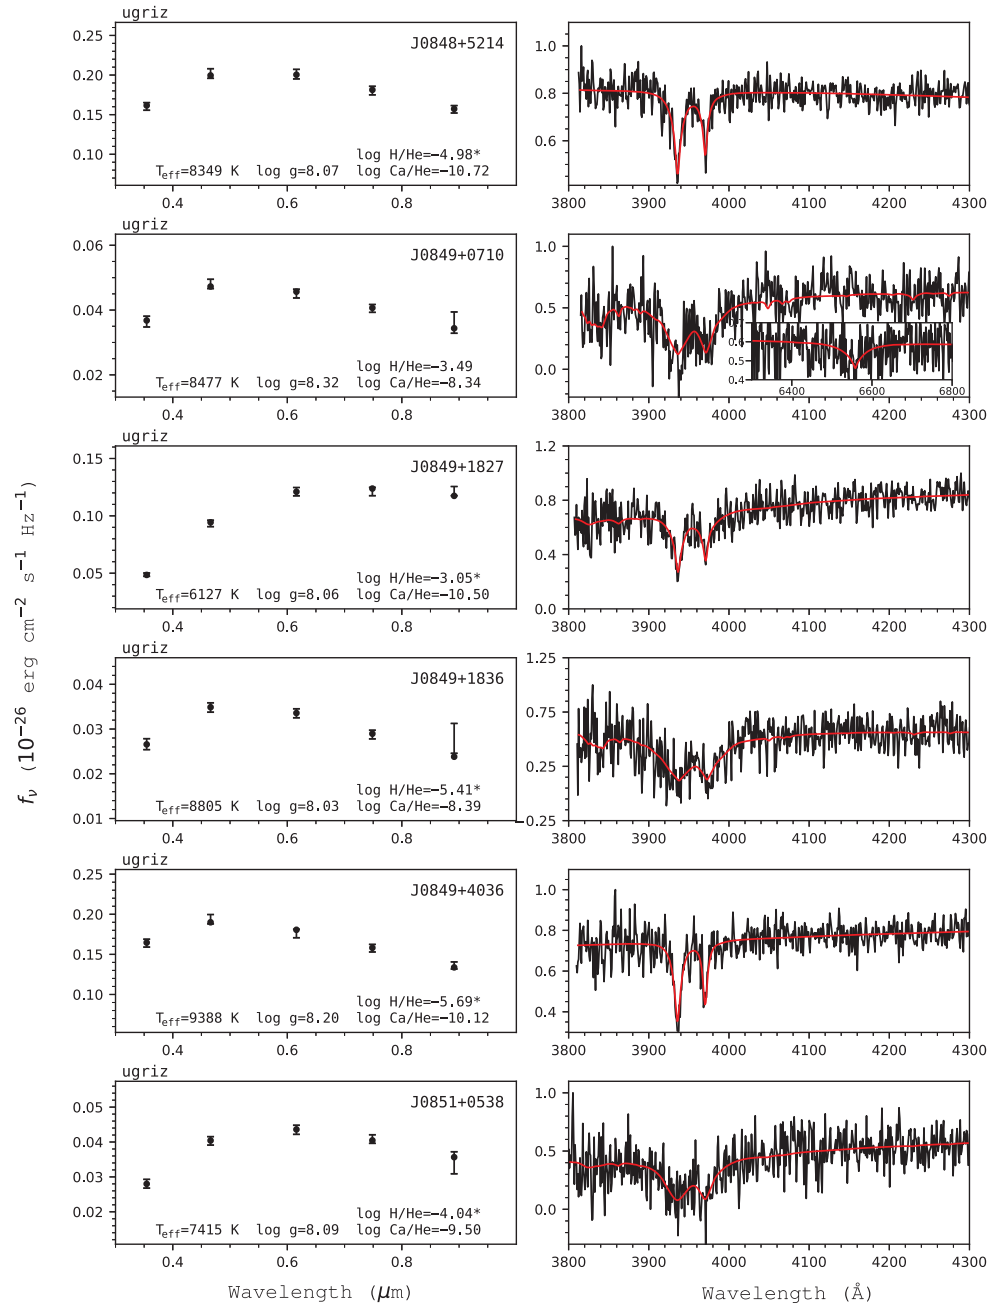 ugriz
J0848+5214
0.25
0.20
0.15
0.10
log H/He=−4.98*
Teff=8349 K log g=8.07 log Ca/He=−10.72
0.4 0.6 0.8
1.0
0.8
0.6
3800 3900 4000 4100 4200 4300
ugriz
J0849+0710
0.06
0.04
0.02
log H/He=−3.49
Teff=8477 K log g=8.32 log Ca/He=−8.34
0.4 0.6 0.8
1.0
0.5
0.0
0.7
0.6
0.5
0.4
6400 6600 6800
3800 3900 4000 4100 4200 4300
ugriz
J0849+1827
0.15
0.10
0.05
log H/He=−3.05*
Teff=6127 K log g=8.06 log Ca/He=−10.50
0.4 0.6 0.8
1.2
0.8
0.4
0.0
3800 3900 4000 4100 4200 4300
ugriz
J0849+1836
0.04
0.03
0.02
0.01
log H/He=−5.41*
Teff=8805 K log g=8.03 log Ca/He=−8.39
0.4 0.6 0.8
1.25
0.75
0.25
−0.25
3800 3900 4000 4100 4200 4300
ugriz
J0849+4036
0.25
0.20
0.15
0.10
log H/He=−5.69*
Teff=9388 K log g=8.20 log Ca/He=−10.12
0.4 0.6 0.8
1.0
0.8
0.6
0.4
3800 3900 4000 4100 4200 4300
ugriz
J0851+0538
0.05
0.04
0.03
0.02
log H/He=−4.04*
Teff=7415 K log g=8.09 log Ca/He=−9.50
0.4 0.6 0.8
1.0
0.5
0.0
3800 3900 4000 4100 4200 4300
fν (10−26 erg cm−2 s−1 Hz−1)
Wavelength (μm)
Wavelength (Å)